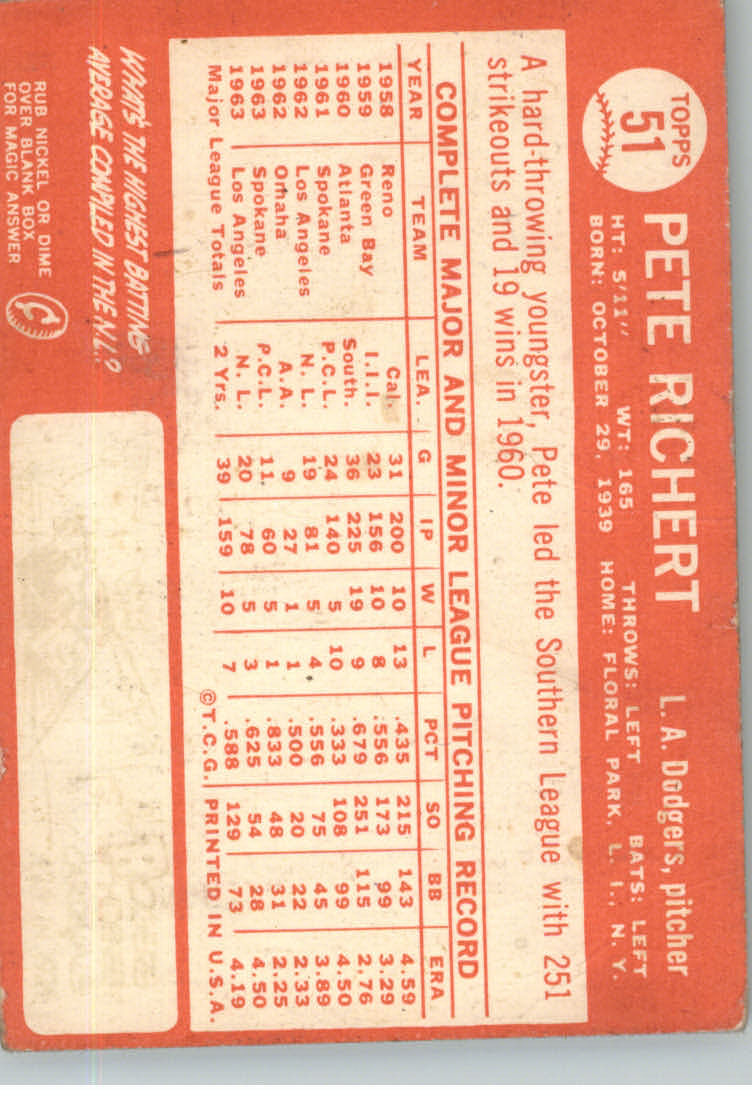 TOPPS
51
PETE RICHERT L. A. Dodgers, pitcher
HT: 5'11" WT: 165 THROWS: LEFT BATS: LEFT
BORN: OCTOBER 29, 1939 HOME: FLORAL PARK, L. I., N. Y.
A hard-throwing youngster, Pete led the Southern League with 251
strikeouts and 19 wins in 1960.
COMPLETE MAJOR AND MINOR LEAGUE PITCHING RECORD
YEAR TEAM LEA. G IP W L PCT SO BB ERA
1958 Reno Cal. 31 200 10 13 .435 215 143 4.59
1959 Green Bay I.I.I. 23 156 10 8 .556 173 99 3.29
1960 Atlanta South. 36 225 19 9 .679 251 115 2.76
1961 Spokane P.C.L. 24 140 5 10 .333 108 99 4.50
1962 Los Angeles N. L. 19 81 5 4 .556 75 45 3.89
1962 Omaha A.A. 9 27 1 1 .500 20 22 2.33
1963 Spokane P.C.L. 11 60 5 1 .833 48 31 2.25
1963 Los Angeles N. L. 20 78 5 3 .625 54 28 4.50
Major League Totals 2 Yrs. 39 159 10 7 .588 129 73 4.19
©T.C.G. PRINTED IN U.S.A.
WHAT'S THE HIGHEST BATTING
AVERAGE COMPILED IN THE N.L.?
RUB NICKEL OR DIME
OVER BLANK BOX
FOR MAGIC ANSWER